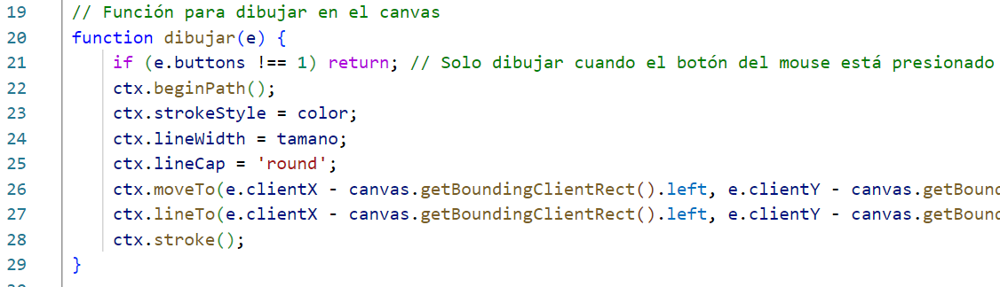 19 // Función para dibujar en el canvas
20 function dibujar(e) {
21 if (e.buttons !== 1) return; // Solo dibujar cuando el botón del mouse está presionado
22 ctx.beginPath();
23 ctx.strokeStyle = color;
24 ctx.lineWidth = tamano;
25 ctx.lineCap = 'round';
26 ctx.moveTo(e.clientX - canvas.getBoundingClientRect().left, e.clientY - canvas.getBound
27 ctx.lineTo(e.clientX - canvas.getBoundingClientRect().left, e.clientY - canvas.getBound
28 ctx.stroke();
29 }